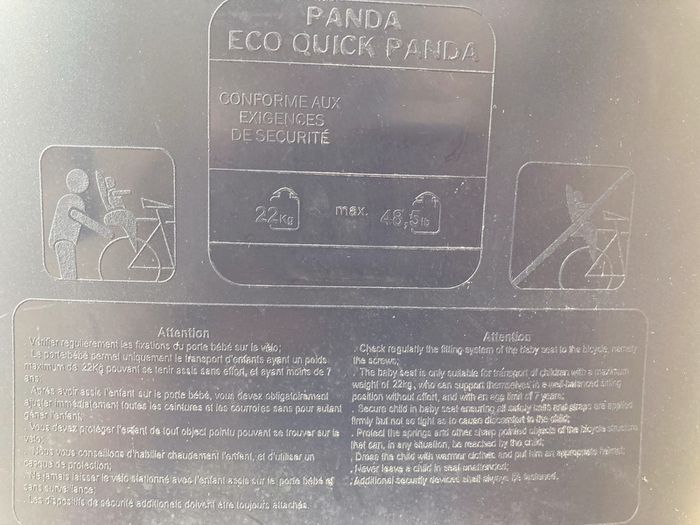 PANDA
ECO QUICK PANDA
CONFORME AUX
EXIGENCES
DE SECURITÉ
22Kg max. 48,5lb
Attention
Vérifier regulierement les fixations du porte bébé sur le vélo;
Le porte bébé permet uniquement le transport d'enfants ayant un poids
maximum de 22Kg pouvant se tenir assis sans effort, et ayant moins de 7
ans;
Après avoir assis l'enfant sur le porte bébé, vous devez obligatoirement
ajuster immédiatement toutes les ceintures et les courroies sans pour autant
gêner l'enfant;
Vous devez protéger l'enfant de tout object pointu pouvant se trouver sur le
vélo;
Nous vous conseillons d'habiller chaudement l'enfant, et d'utiliser un
casque de protection;
Ne jamais laisser le vélo stationné avec l'enfant assis sur le porte bébé et
sans surveillance;
Les dispositifs de sécurité additionels doivent être toujours attachés.
Attention
. Check regularly the fitting system of the baby seat to the bicycle, namely
the screws;
. The baby seat is only suitable for transport of children with a maximum
weight of 22kg, who can support themselves in a well-balanced sitting
position without effort, and with an age limit of 7 years;
. Secure child in baby seat ensuring all safety belts and straps are applied
firmly but not so tight as to cause discomfort to the child;
. Protect the springs and other sharp pointed objects of the bicycle structure
that can, in any situation, be reached by the child;
. Dress the child with warmer clothes and put him an appropriate helmet;
. Never leave a child in seat unattended;
. Additional security devices shall always be fastened.